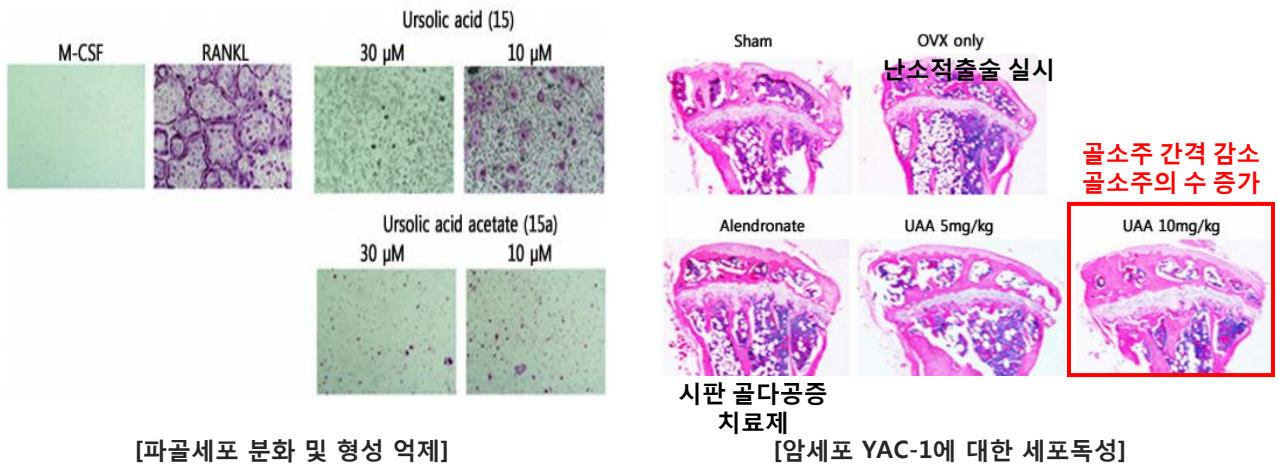 Ursolic acid (15)
M-CSF RANKL 30 μM 10 μM
Ursolic acid acetate (15a)
30 μM 10 μM
[파골세포 분화 및 형성 억제]
Sham OVX only
난소적출술 실시
골소주 간격 감소
골소주의 수 증가
Alendronate UAA 5mg/kg UAA 10mg/kg
시판 골다공증
치료제
[암세포 YAC-1에 대한 세포독성]